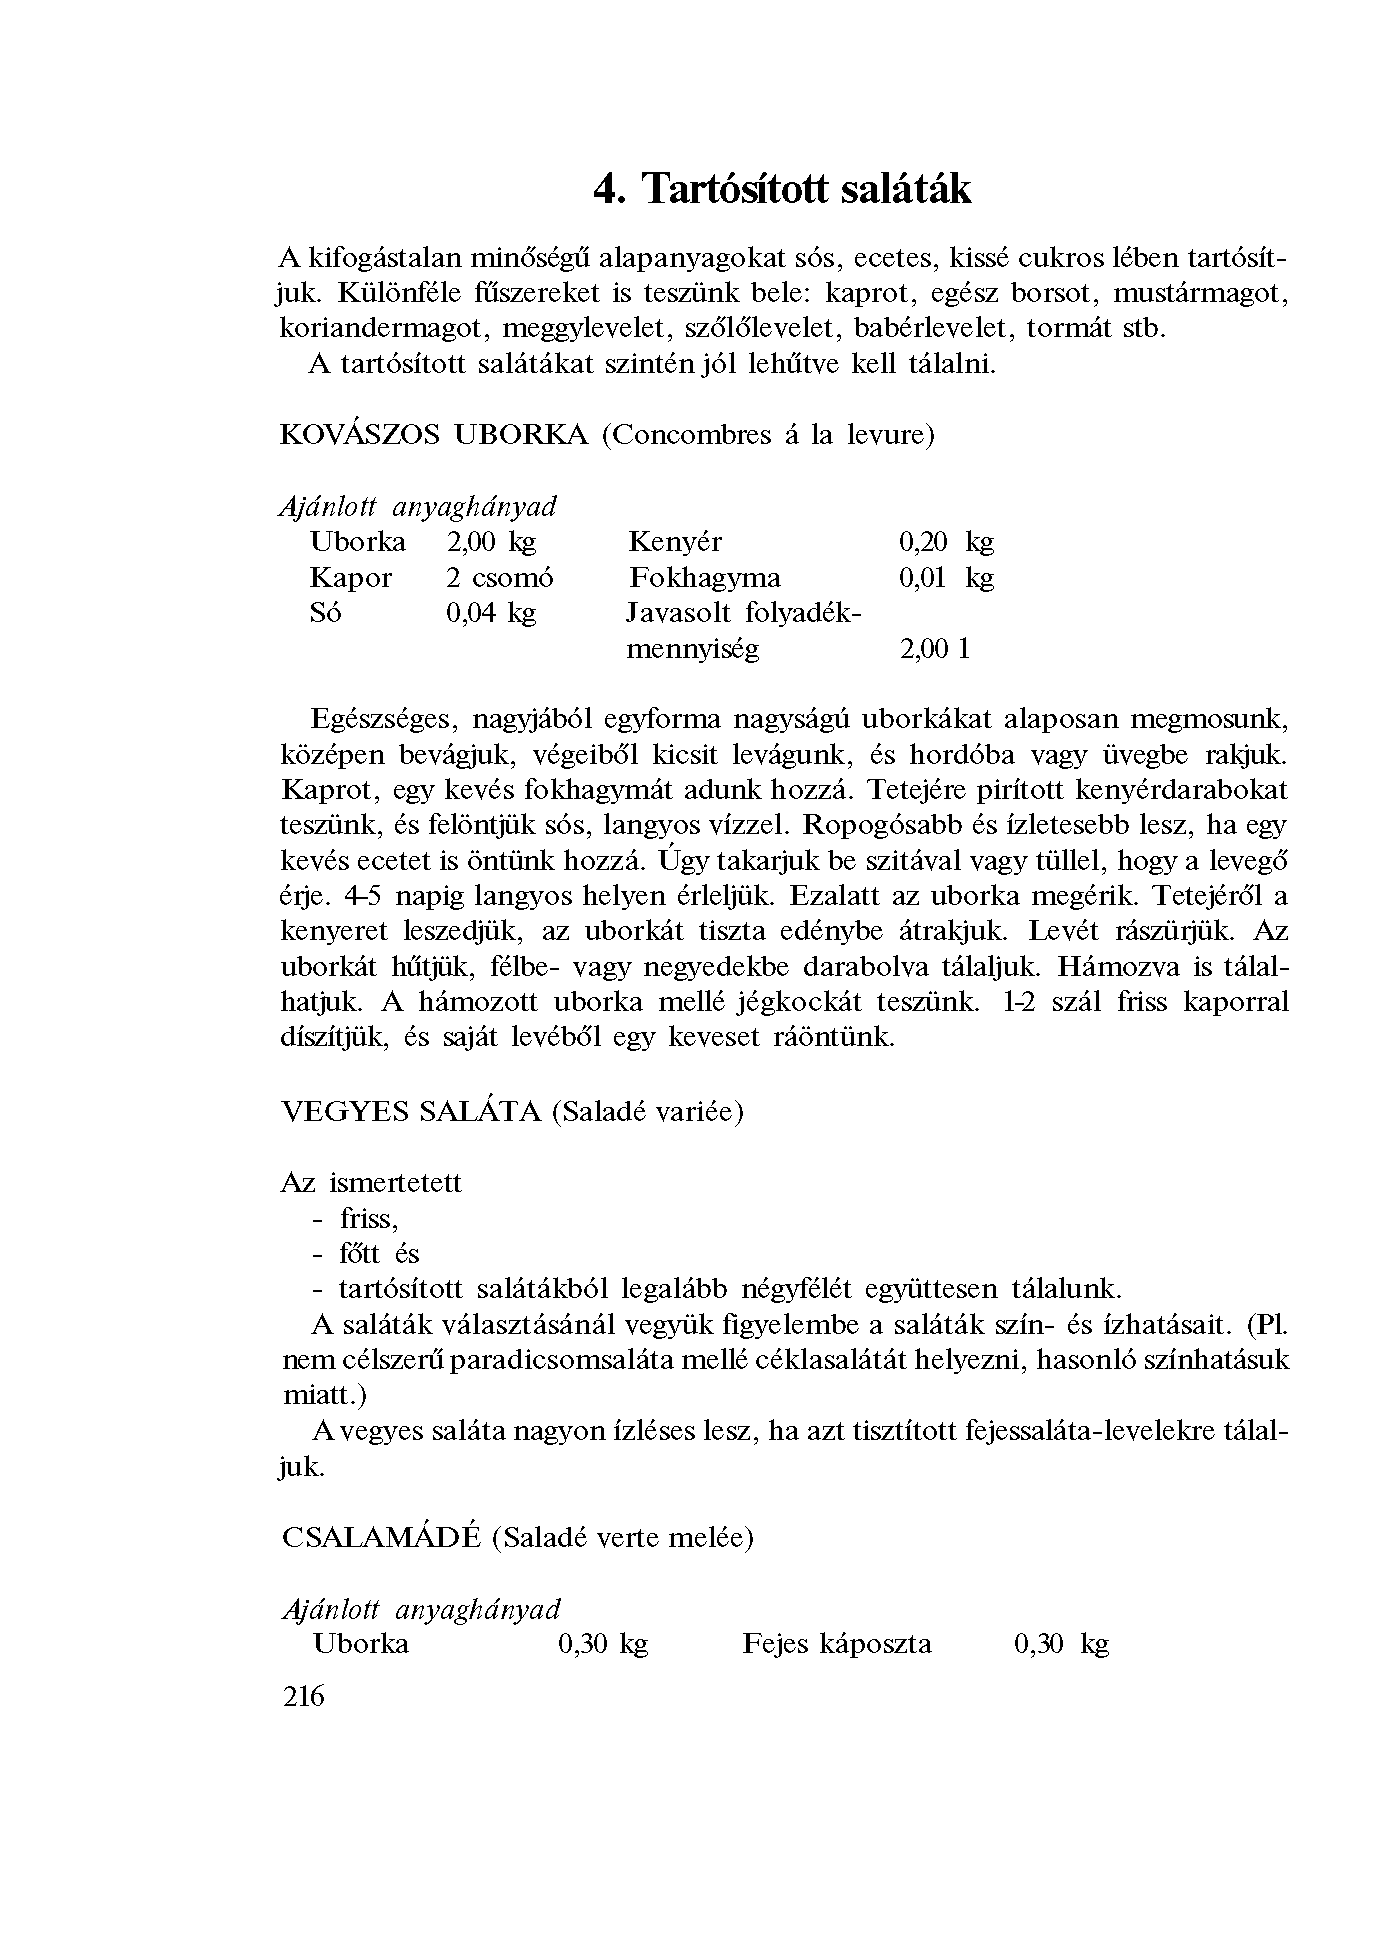 4. Tartósított saláták
A kifogástalan minőségű alapanyagokat sós, ecetes, kissé cukros lében tartósít-
juk. Különféle fűszereket is teszünk bele: kaprot, egész borsot, mustármagot,
koriandermagot, meggylevelet, szőlőlevelet, babérlevelet, tormát stb.
A tartósított salátákat szintén jól lehűtve kell tálalni.
KOVÁSZOS UBORKA (Concombres á la levure)
Ajánlott anyaghányad
Uborka 2,00 kg Kenyér 0,20 kg
Kapor 2 csomó Fokhagyma 0,01 kg
Só 0,04 kg Javasolt folyadék-
mennyiség 2,00 1
Egészséges, nagyjából egyforma nagyságú uborkákat alaposan megmosunk,
középen bevágjuk, végeiből kicsit levágunk, és hordóba vagy üvegbe rakjuk.
Kaprot, egy kevés fokhagymát adunk hozzá. Tetejére pirított kenyérdarabokat
teszünk, és felöntjük sós, langyos vízzel. Ropogósabb és ízletesebb lesz, ha egy
kevés ecetet is öntünk hozzá. Úgy takarjuk be szitával vagy tüllel, hogy a levegő
érje. 4-5 napig langyos helyen érleljük. Ezalatt az uborka megérik. Tetejéről a
kenyeret leszedjük, az uborkát tiszta edénybe átrakjuk. Levét rászürjük. Az
uborkát hűtjük, félbe- vagy negyedekbe darabolva tálaljuk. Hámozva is tálal-
hatjuk. A hámozott uborka mellé jégkockát teszünk. 1-2 szál friss kaporral
díszítjük, és saját levéből egy keveset ráöntünk.
VEGYES SALÁTA (Saladé variée)
Az ismertetett
- friss,
- főtt és
- tartósított salátákból legalább négyfélét együttesen tálalunk.
A saláták választásánál vegyük figyelembe a saláták szín- és ízhatásait. (Pl.
nem célszerű paradicsomsaláta mellé céklasalátát helyezni, hasonló színhatásuk
miatt.)
A vegyes saláta nagyon ízléses lesz, ha azt tisztított fejessaláta-levelekre tálal-
juk.
CSALAMÁDÉ (Saladé verte melée)
Ajánlott anyaghányad
Uborka 0,30 kg Fejes káposzta 0,30 kg
216